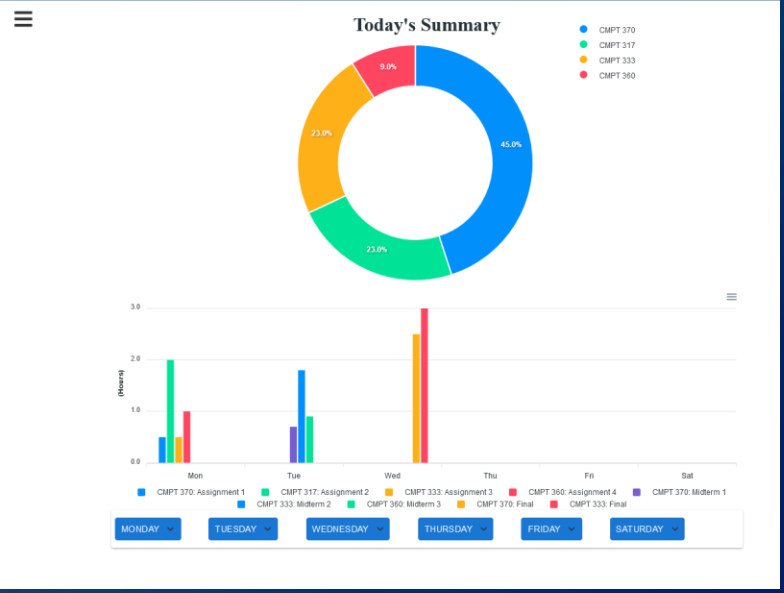 Today's Summary
CMPT 370
CMPT 317
CMPT 333
CMPT 360
9.0%
45.0%
23.0%
23.0%
3.0
2.0
1.0
0.0
(Hours)
Mon Tue Wed Thu Fri Sat
CMPT 370: Assignment 1 CMPT 317: Assignment 2 CMPT 333: Assignment 3 CMPT 360: Assignment 4 CMPT 370: Midterm 1
CMPT 333: Midterm 2 CMPT 360: Midterm 3 CMPT 370: Final CMPT 333: Final
MONDAY TUESDAY WEDNESDAY THURSDAY FRIDAY SATURDAY